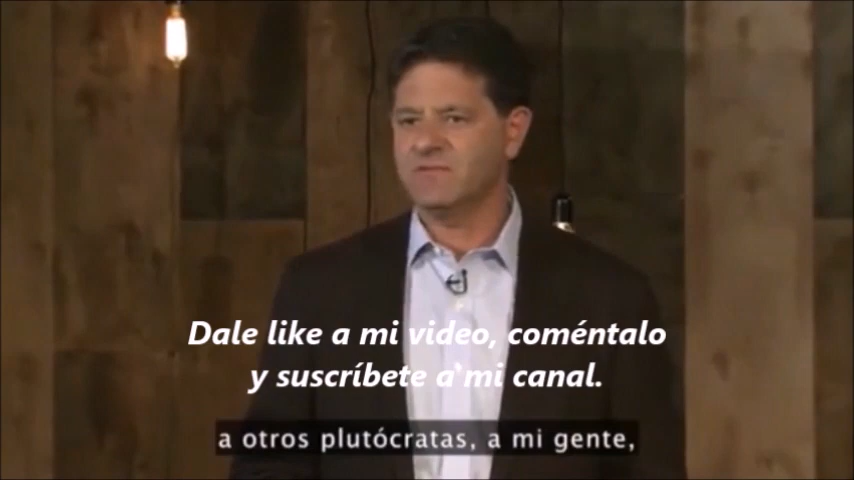 Dale like a mi video, coméntalo
y suscríbete a mi canal.
a otros plutócratas, a mi gente,